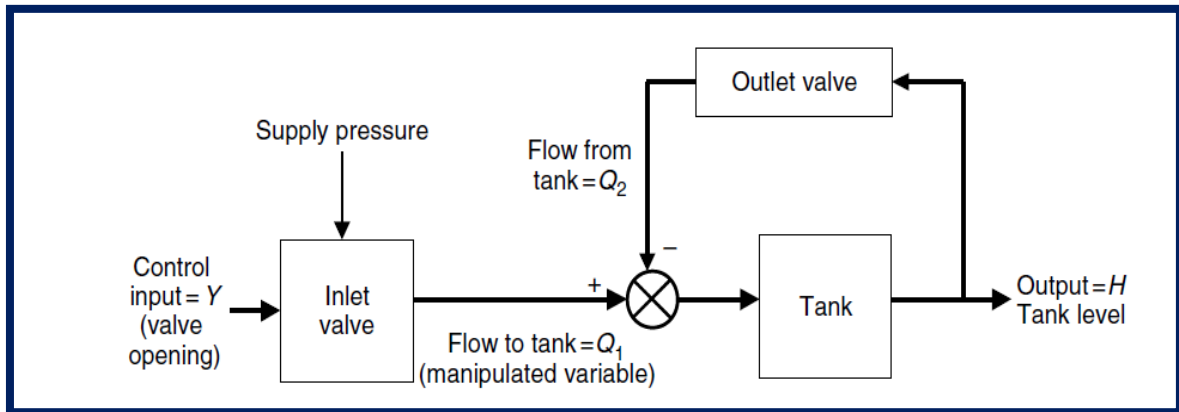 Outlet valve
Supply pressure
Flow from
tank=Q₂
−
Control
input=Y
(valve
opening)
Inlet
valve
+
Flow to tank=Q₁
(manipulated variable)
Tank
Output=H
Tank level